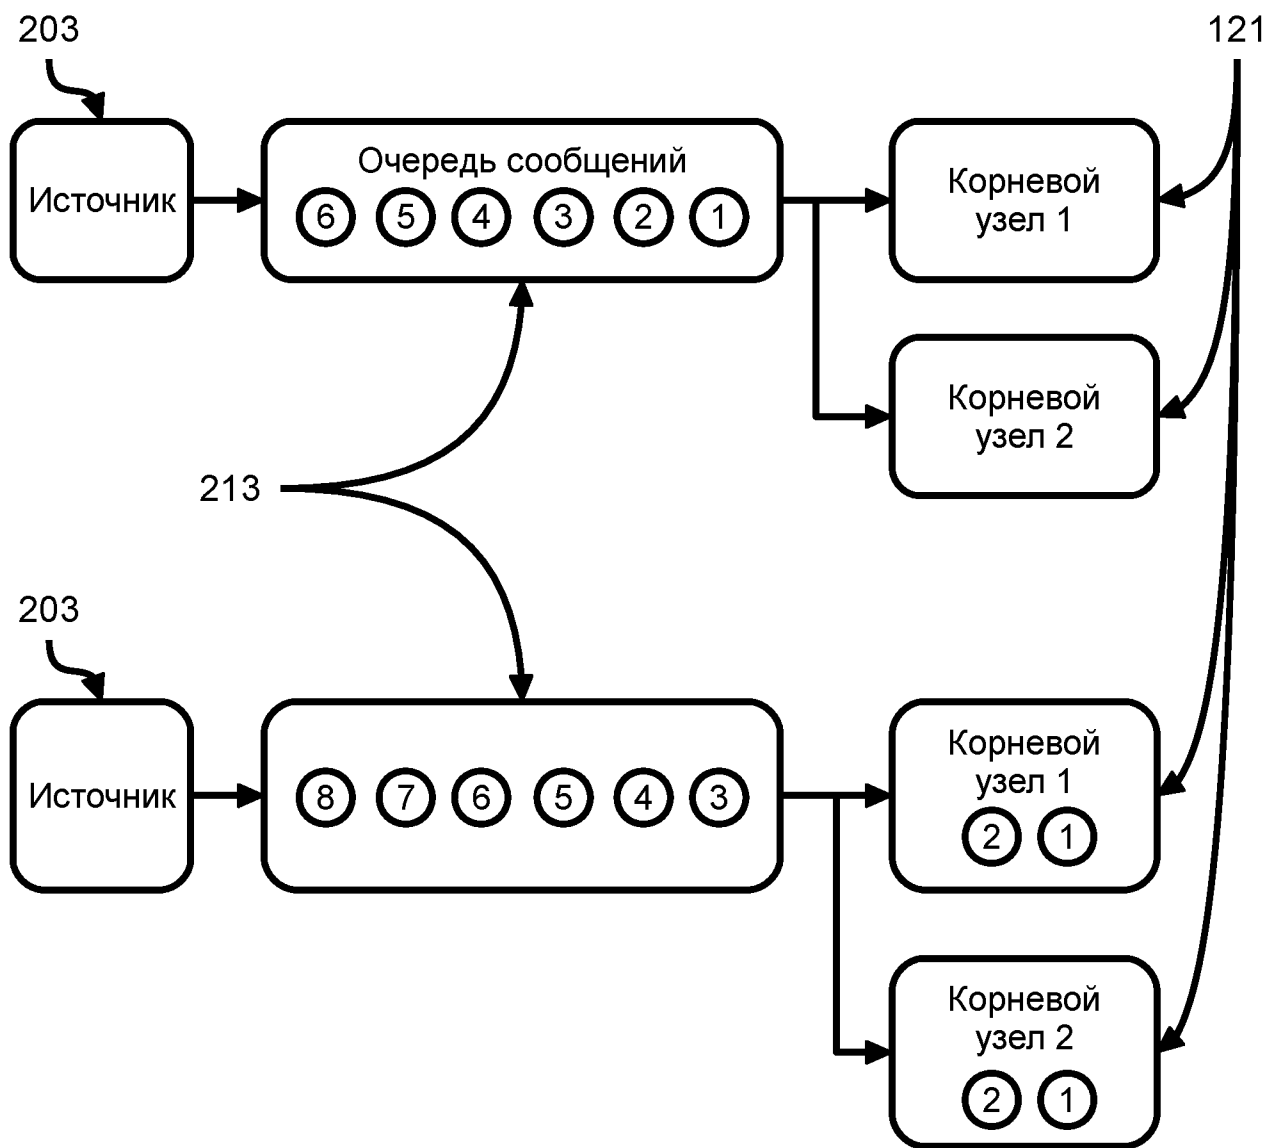 203
121
Источник
Очередь сообщений
6 5 4 3 2 1
Корневой
узел 1
Корневой
узел 2
213
203
Источник
8 7 6 5 4 3
Корневой
узел 1
2 1
Корневой
узел 2
2 1